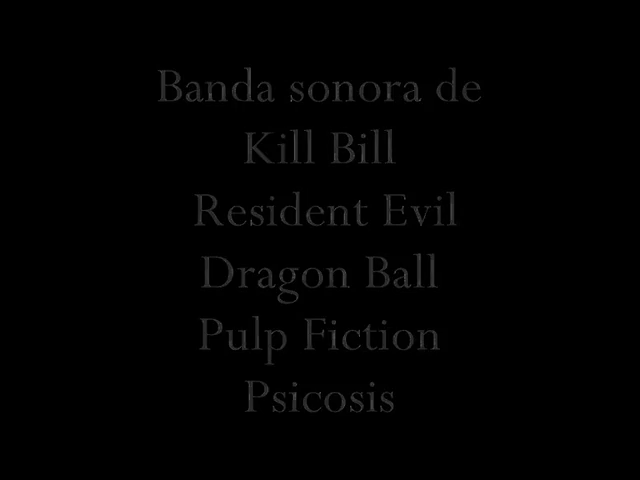 Banda sonora de
Kill Bill
Resident Evil
Dragon Ball
Pulp Fiction
Psicosis